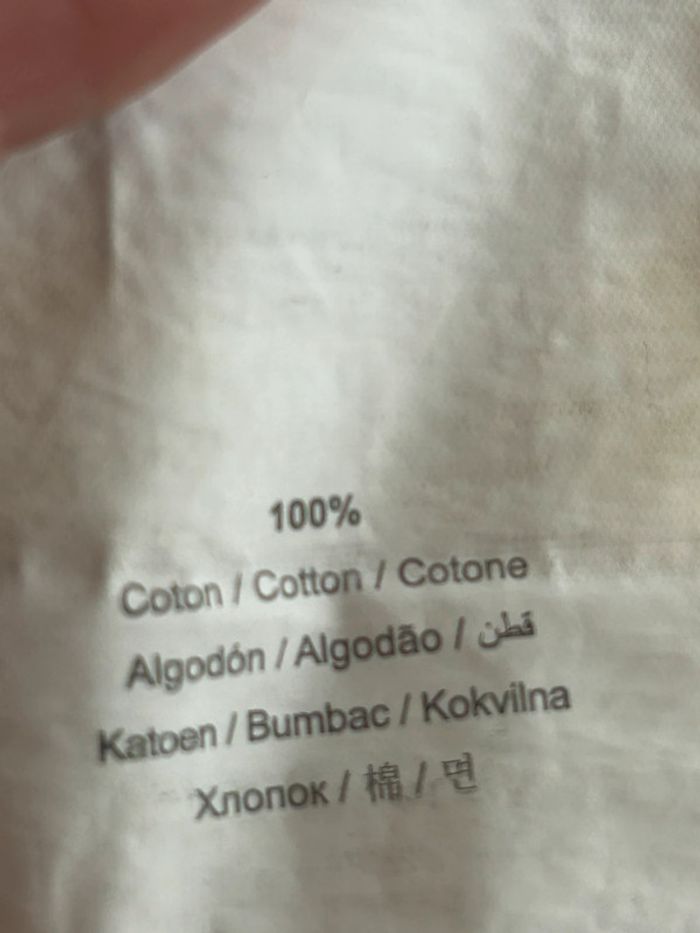 100%
Coton / Cotton / Cotone
Algodón / Algodão / قطن
Katoen / Bumbac / Kokvilna
Хлопок / 棉 / 면